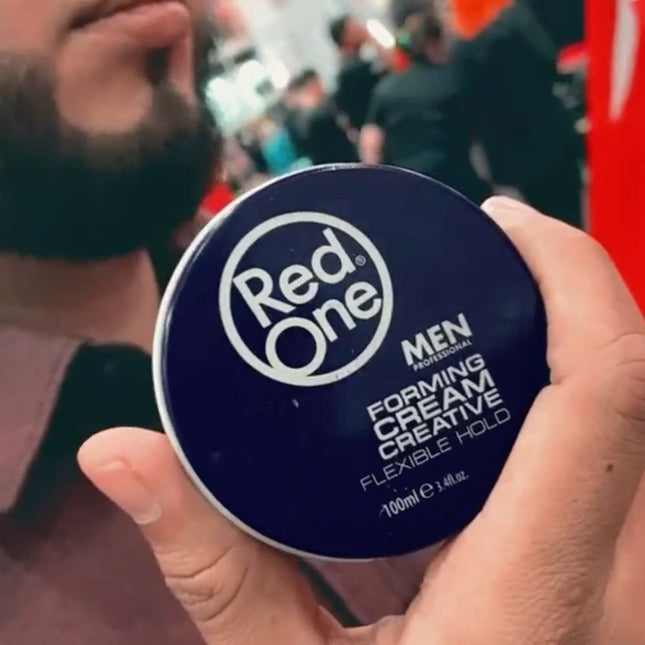 Red®
One
MEN
PROFESSIONAL
FORMING
CREAM
CREATIVE
FLEXIBLE HOLD
100ml e 3.4fl.oz.